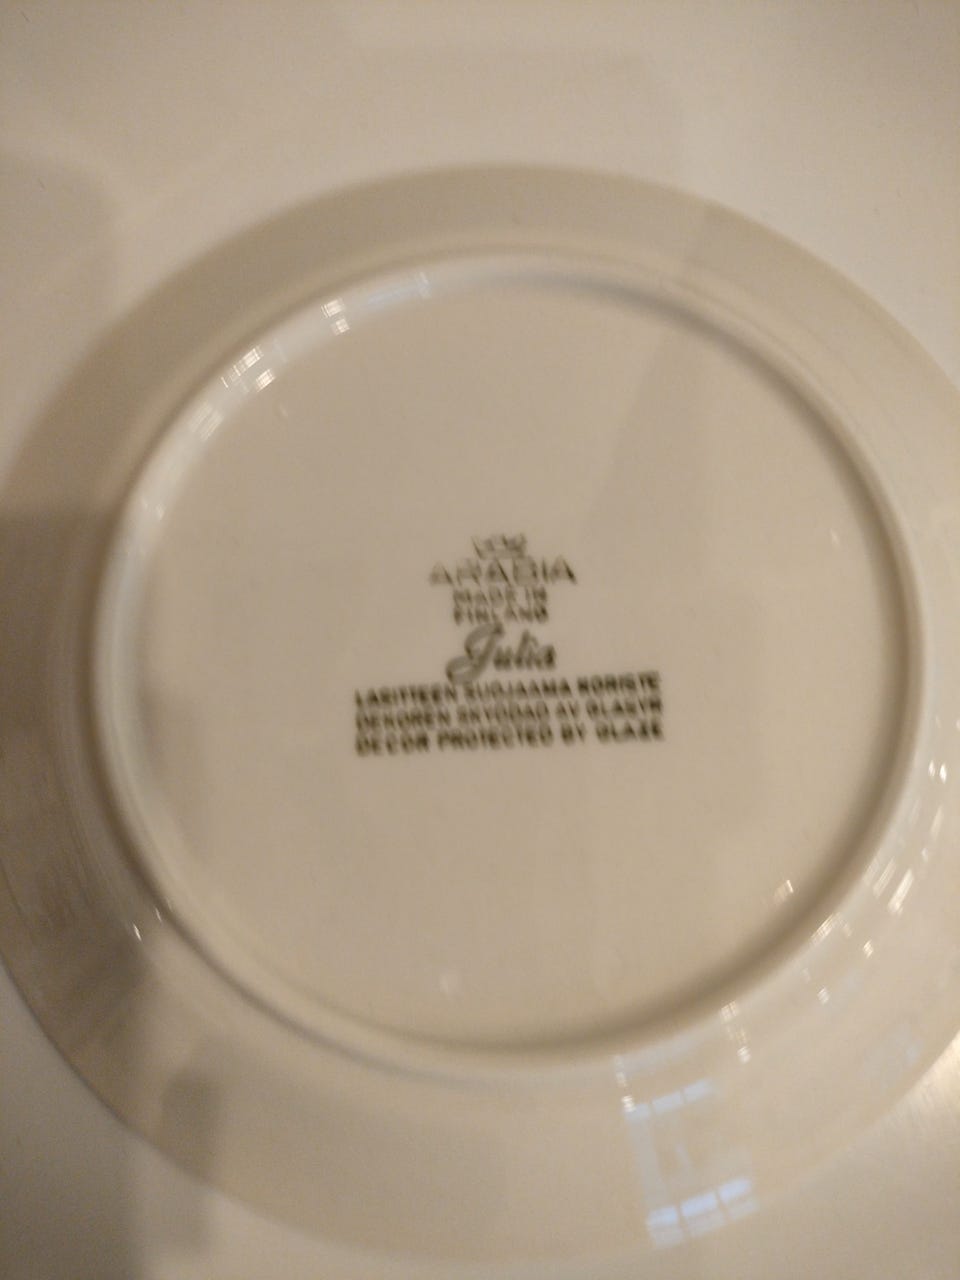 ARABIA
MADE IN
FINLAND
Julia
LASITTEEN SUOJAAMA KORISTE
DEKOREN SKYDDAD AV GLASYR
DECOR PROTECTED BY GLAZE